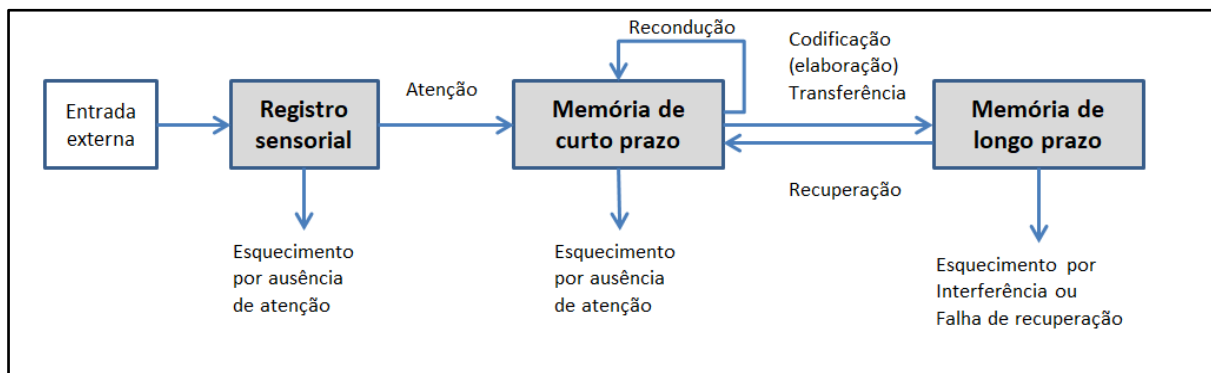 Entrada
externa
Registro
sensorial
Atenção
Memória de
curto prazo
Recondução
Codificação
(elaboração)
Transferência
Memória de
longo prazo
Recuperação
Esquecimento
por ausência
de atenção
Esquecimento
por ausência
de atenção
Esquecimento por
Interferência ou
Falha de recuperação